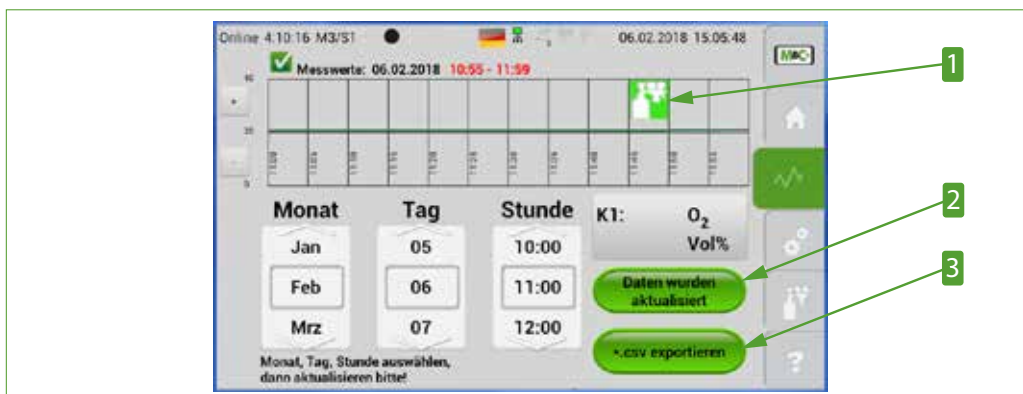 Online 4:10:16 M3/S1 06.02.2018 15:05:48
M&C
Messwerte: 06.02.2018 10:55 - 11:59
1
+
20
0
Monat Tag Stunde
K1: O2
Vol%
Jan 05 10:00
Feb 06 11:00
Mrz 07 12:00
2
Daten wurden
aktualisiert
3
*.csv exportieren
?
Monat, Tag, Stunde auswählen,
dann aktualisieren bitte!